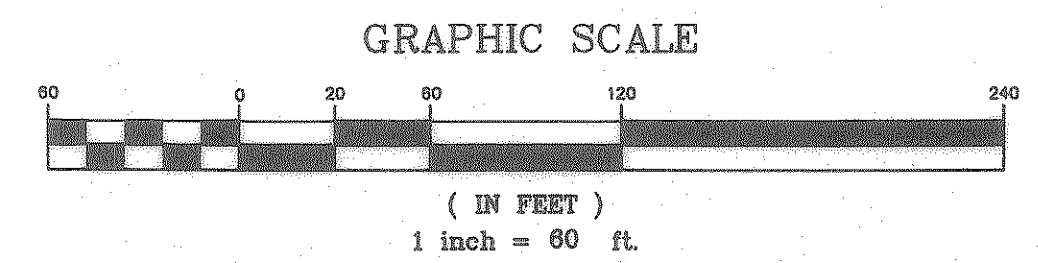 GRAPHIC SCALE
60 0 20 60 120 240
( IN FEET )
1 inch = 60 ft.